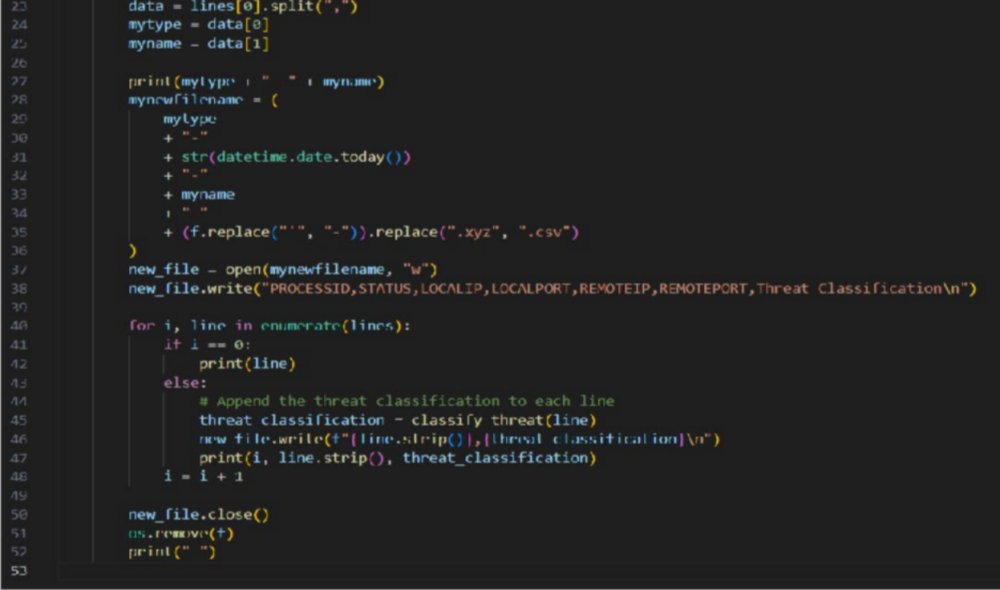 23 data = lines[0].split(",")
24 mytype = data[0]
25 myname = data[1]
26
27 print(mytype + " " + myname)
28 mynewfilename = (
29 mytype
30 + "-"
31 + str(datetime.date.today())
32 + "-"
33 + myname
34 + "_"
35 + (f.replace("'", "-")).replace(".xyz", ".csv")
36 )
37 new_file = open(mynewfilename, "w")
38 new_file.write("PROCESSID,STATUS,LOCALIP,LOCALPORT,REMOTEIP,REMOTEPORT,Threat Classification\n")
39
40 for i, line in enumerate(lines):
41 if i == 0:
42 print(line)
43 else:
44 # Append the threat classification to each line
45 threat_classification = classify_threat(line)
46 new_file.write(f"{line.strip()},{threat_classification}\n")
47 print(i, line.strip(), threat_classification)
48 i = i + 1
49
50 new_file.close()
51 os.remove(f)
52 print(" ")
53